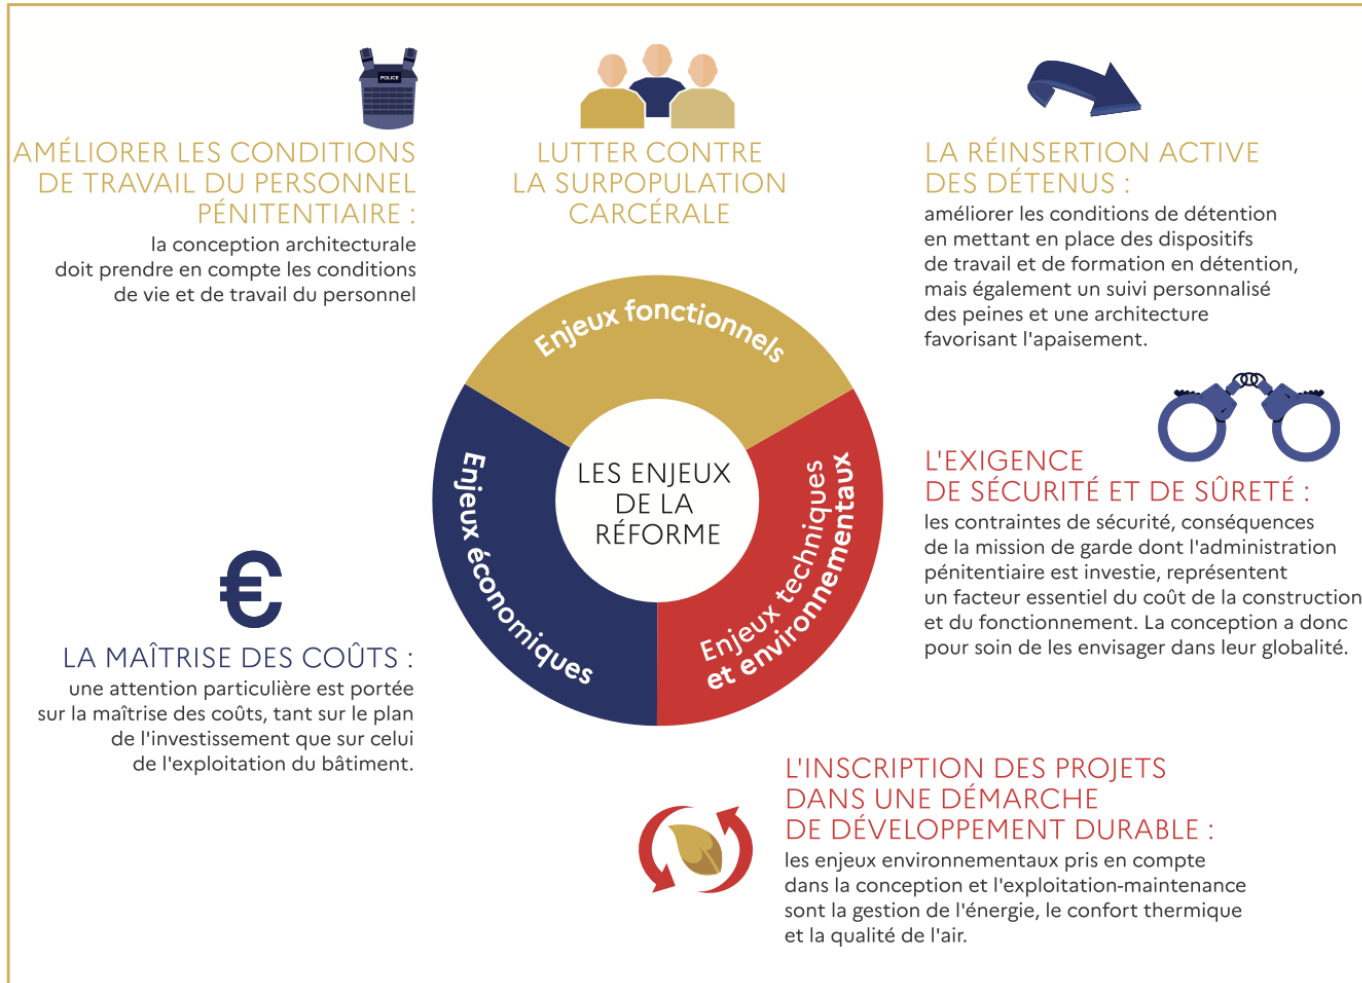 POLICE
AMÉLIORER LES CONDITIONS
DE TRAVAIL DU PERSONNEL
PÉNITENTIAIRE :
la conception architecturale
doit prendre en compte les conditions
de vie et de travail du personnel
LUTTER CONTRE
LA SURPOPULATION
CARCÉRALE
LA RÉINSERTION ACTIVE
DES DÉTENUS :
améliorer les conditions de détention
en mettant en place des dispositifs
de travail et de formation en détention,
mais également un suivi personnalisé
des peines et une architecture
favorisant l'apaisement.
Enjeux fonctionnels
Enjeux économiques
LES ENJEUX
DE LA
RÉFORME
Enjeux techniques
et environnementaux
L'EXIGENCE
DE SÉCURITÉ ET DE SÛRETÉ :
les contraintes de sécurité, conséquences
de la mission de garde dont l'administration
pénitentiaire est investie, représentent
un facteur essentiel du coût de la construction
et du fonctionnement. La conception a donc
pour soin de les envisager dans leur globalité.
€
LA MAÎTRISE DES COÛTS :
une attention particulière est portée
sur la maîtrise des coûts, tant sur le plan
de l'investissement que sur celui
de l'exploitation du bâtiment.
L'INSCRIPTION DES PROJETS
DANS UNE DÉMARCHE
DE DÉVELOPPEMENT DURABLE :
les enjeux environnementaux pris en compte
dans la conception et l'exploitation-maintenance
sont la gestion de l'énergie, le confort thermique
et la qualité de l'air.